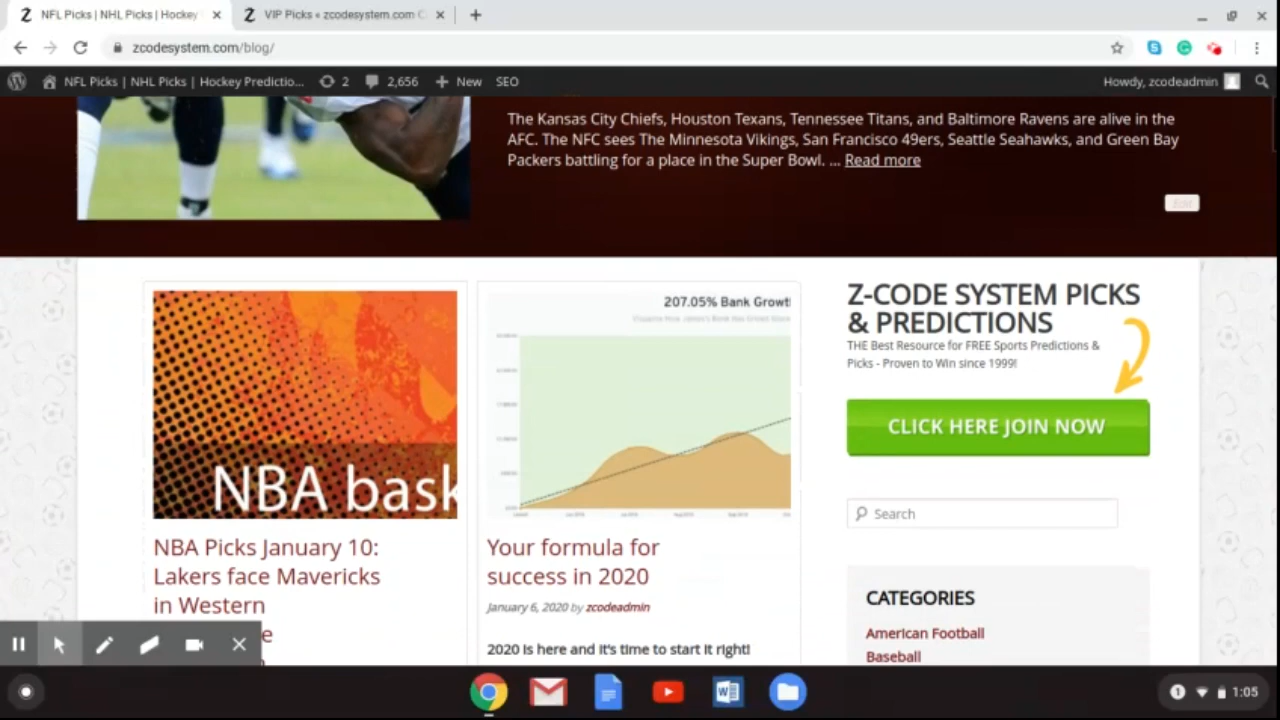 NFL Picks | NHL Picks | Hockey
VIP Picks « zcodesystem.com C
zcodesystem.com/blog/
NFL Picks | NHL Picks | Hockey Predictio...
2
2,656
New
SEO
Howdy, zcodeadmin
The Kansas City Chiefs, Houston Texans, Tennessee Titans, and Baltimore Ravens are alive in the
AFC. The NFC sees The Minnesota Vikings, San Francisco 49ers, Seattle Seahawks, and Green Bay
Packers battling for a place in the Super Bowl. ... Read more
Edit
NBA bask
NBA Picks January 10:
Lakers face Mavericks
in Western
e
207.05% Bank Growt
Your formula for
success in 2020
January 6, 2020 by zcodeadmin
2020 is here and it's time to start it right!
Z-CODE SYSTEM PICKS
& PREDICTIONS
THE Best Resource for FREE Sports Predictions &
Picks - Proven to Win since 1999!
CLICK HERE JOIN NOW
Search
CATEGORIES
American Football
Baseball
1
1:05